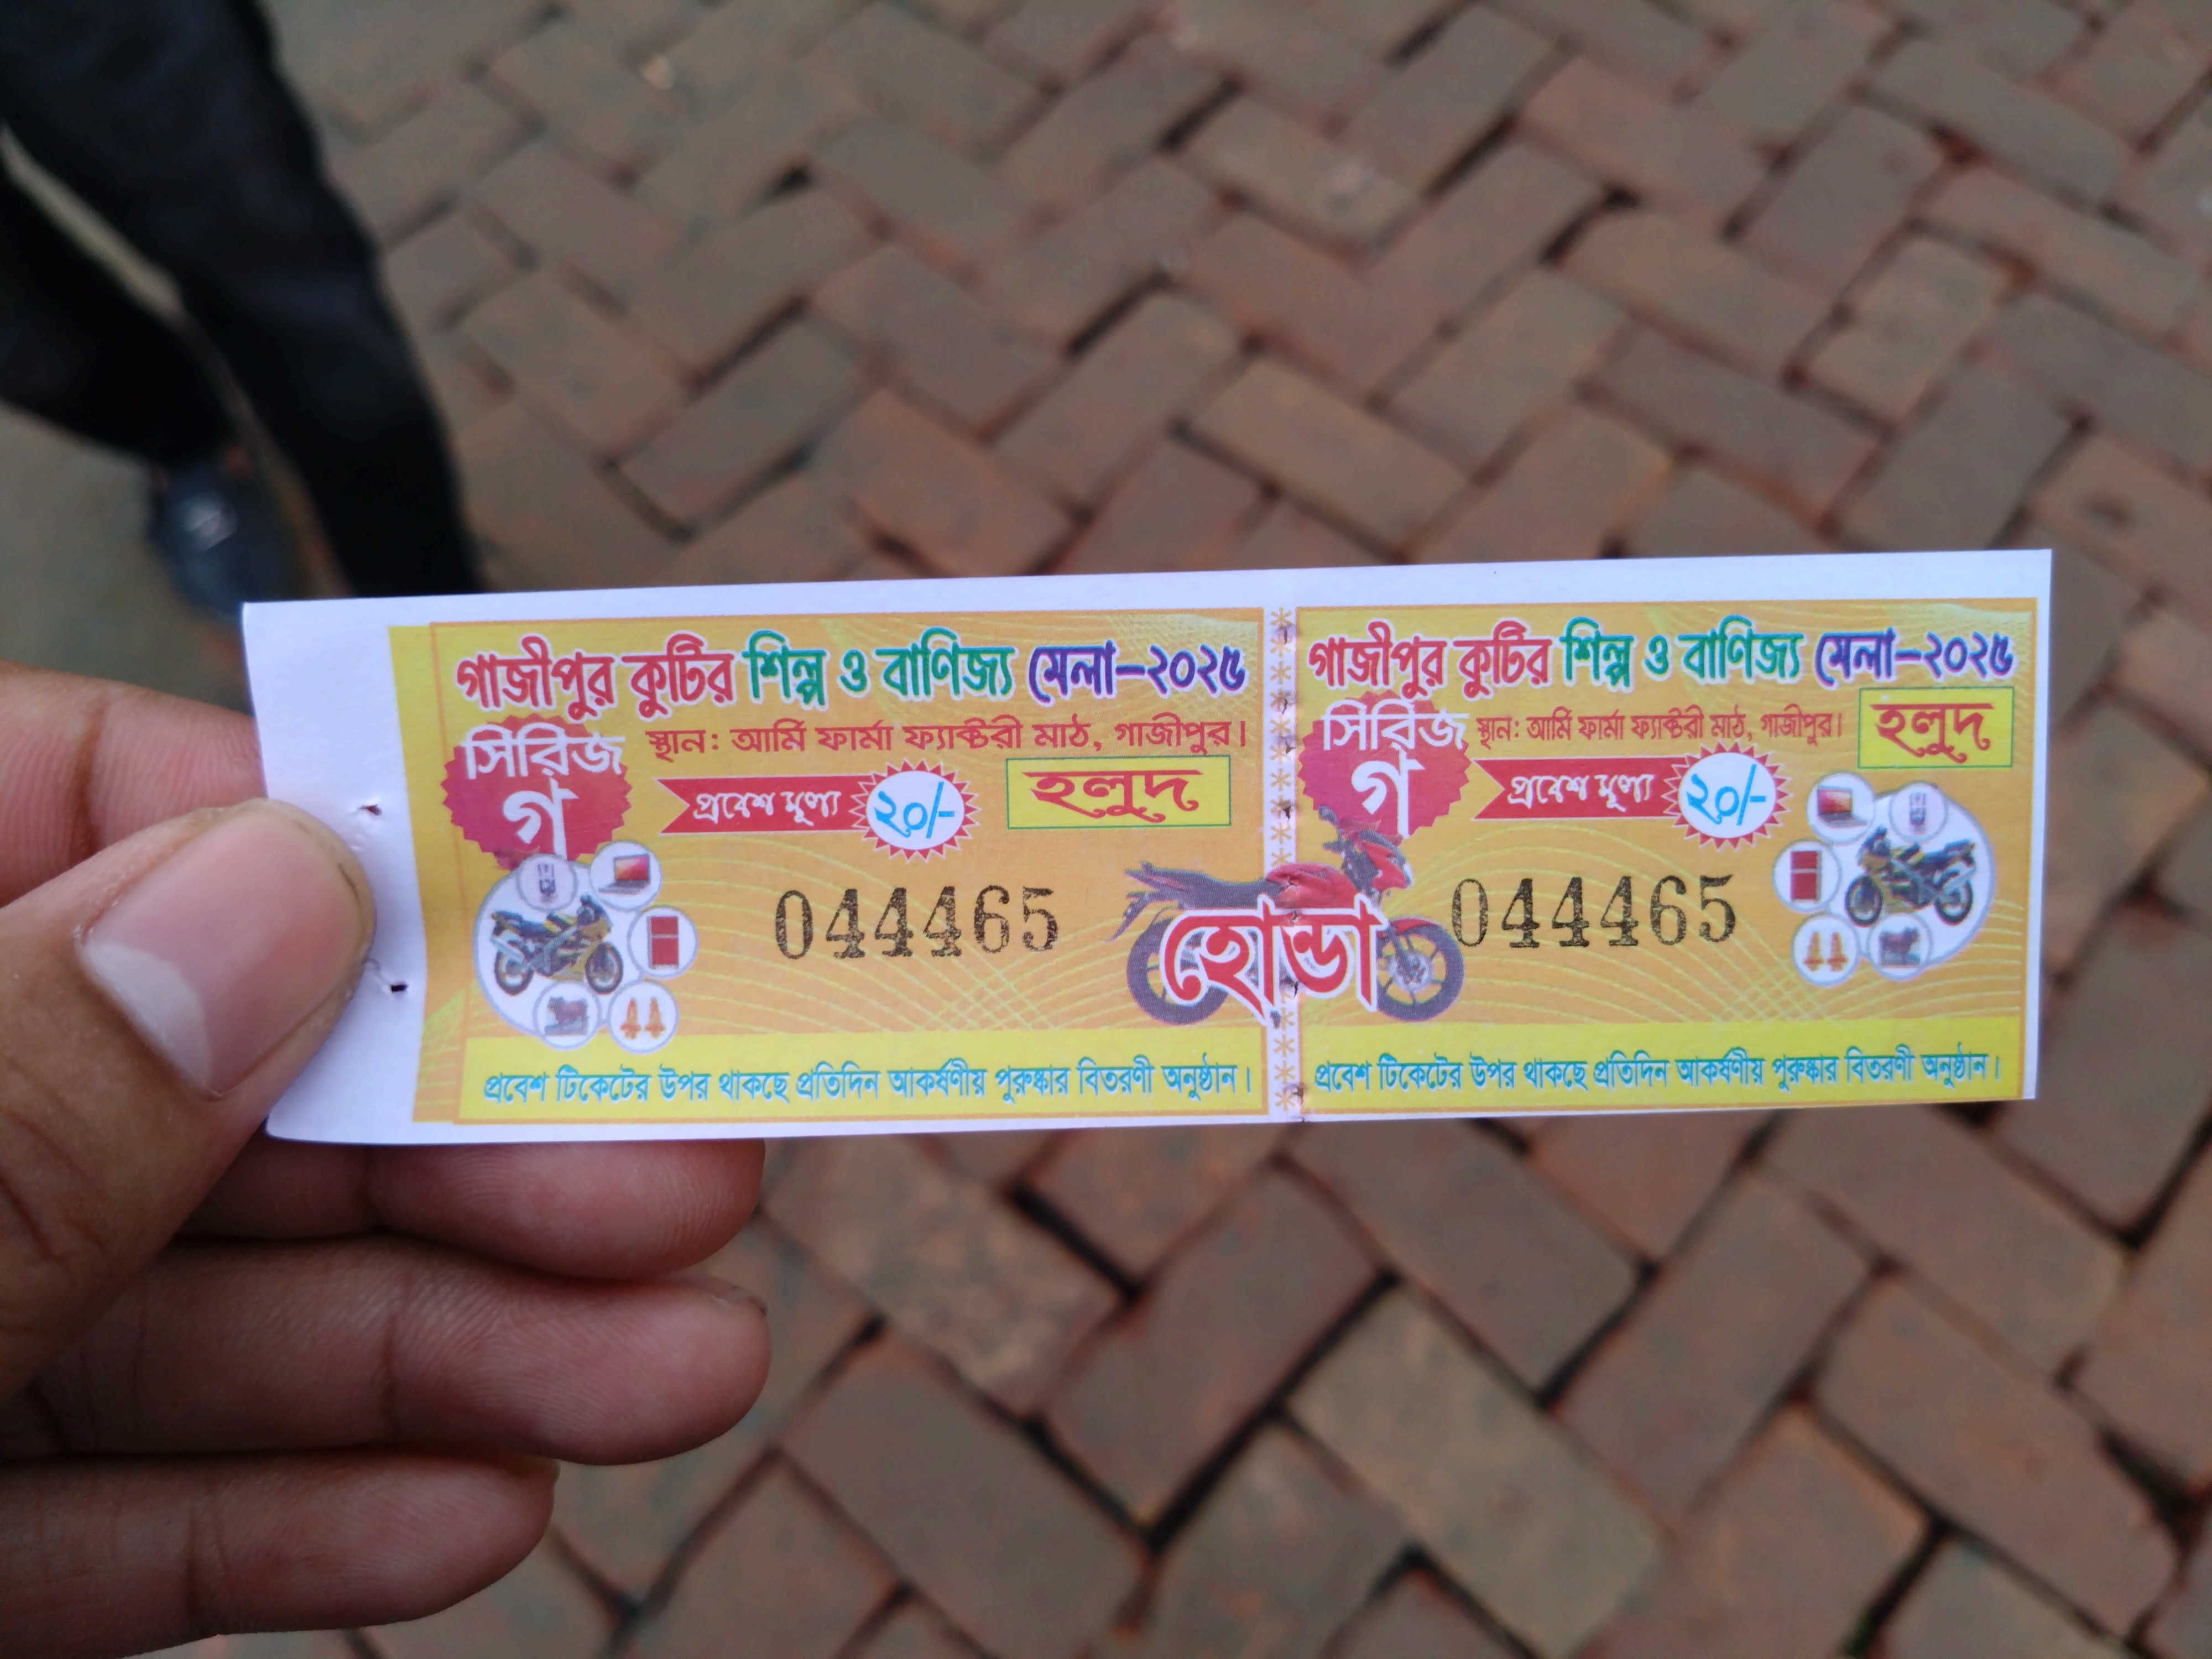 গাজীপুর কুটির শিল্প ও বাণিজ্য মেলা-২০২৫
সিরিজ
গ
স্থান: আর্মি ফার্মা ফ্যাক্টরী মাঠ, গাজীপুর।
প্রবেশ মূল্য ২০/-
হলুদ
044465
হোন্ডা
প্রবেশ টিকেটের উপর থাকছে প্রতিদিন আকর্ষণীয় পুরুষ্কার বিতরণী অনুষ্ঠান।
গাজীপুর কুটির শিল্প ও বাণিজ্য মেলা-২০২৫
সিরিজ
গ
স্থান: আর্মি ফার্মা ফ্যাক্টরী মাঠ, গাজীপুর।
হলুদ
প্রবেশ মূল্য ২০/-
044465
প্রবেশ টিকেটের উপর থাকছে প্রতিদিন আকর্ষণীয় পুরুষ্কার বিতরণী অনুষ্ঠান।